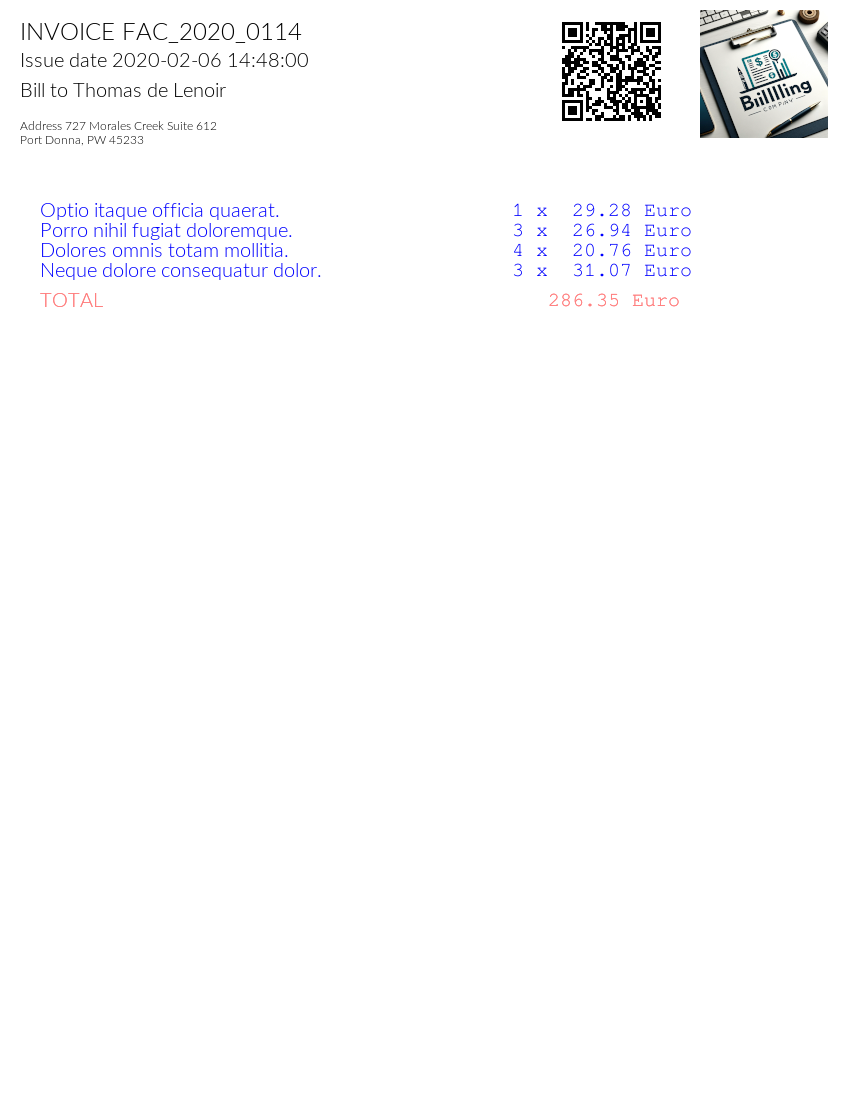 INVOICE FAC_2020_0114
Issue date 2020-02-06 14:48:00
Bill to Thomas de Lenoir
Address 727 Morales Creek Suite 612
Port Donna, PW 45233
Biilllling
COMPANY
Optio itaque officia quaerat. 1 x 29.28 Euro
Porro nihil fugiat doloremque. 3 x 26.94 Euro
Dolores omnis totam mollitia. 4 x 20.76 Euro
Neque dolore consequatur dolor. 3 x 31.07 Euro
TOTAL 286.35 Euro